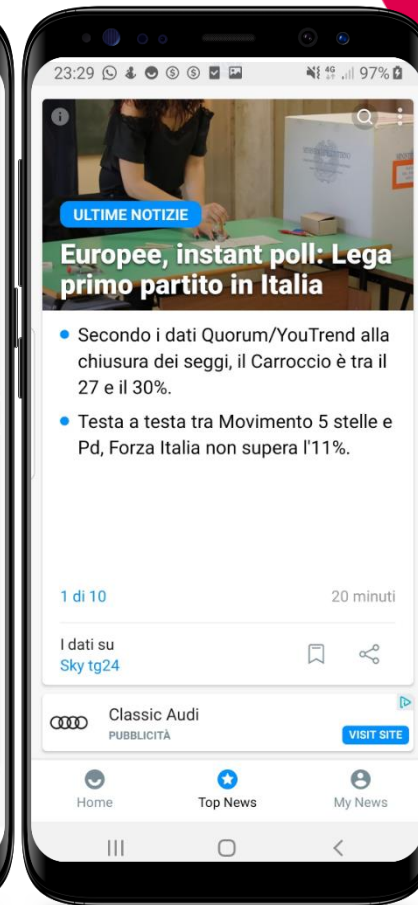 23:29
4G
97%
ULTIME NOTIZIE
Europee, instant poll: Lega
primo partito in Italia
Secondo i dati Quorum/YouTrend alla
chiusura dei seggi, il Carroccio è tra il
27 e il 30%.
Testa a testa tra Movimento 5 stelle e
Pd, Forza Italia non supera l'11%.
1 di 10
20 minuti
I dati su
Sky tg24
Classic Audi
PUBBLICITÀ
VISIT SITE
Home
Top News
My News